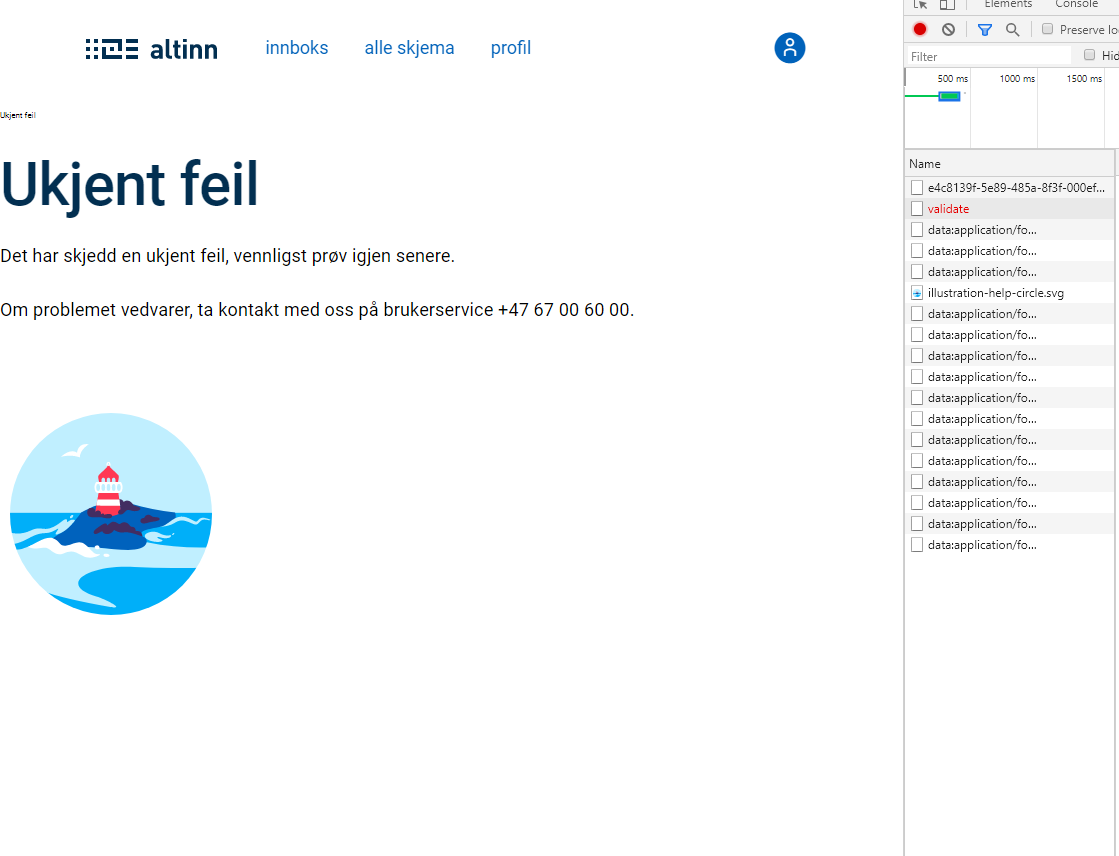 altinn innboks alle skjema profil
Ukjent feil
Ukjent feil
Det har skjedd en ukjent feil, vennligst prøv igjen senere.
Om problemet vedvarer, ta kontakt med oss på brukerservice +47 67 00 60 00.
Elements Console
Preserve lo
Filter Hid
500 ms 1000 ms 1500 ms
Name
e4c8139f-5e89-485a-8f3f-000ef...
validate
data:application/fo...
data:application/fo...
data:application/fo...
illustration-help-circle.svg
data:application/fo...
data:application/fo...
data:application/fo...
data:application/fo...
data:application/fo...
data:application/fo...
data:application/fo...
data:application/fo...
data:application/fo...
data:application/fo...
data:application/fo...
data:application/fo...